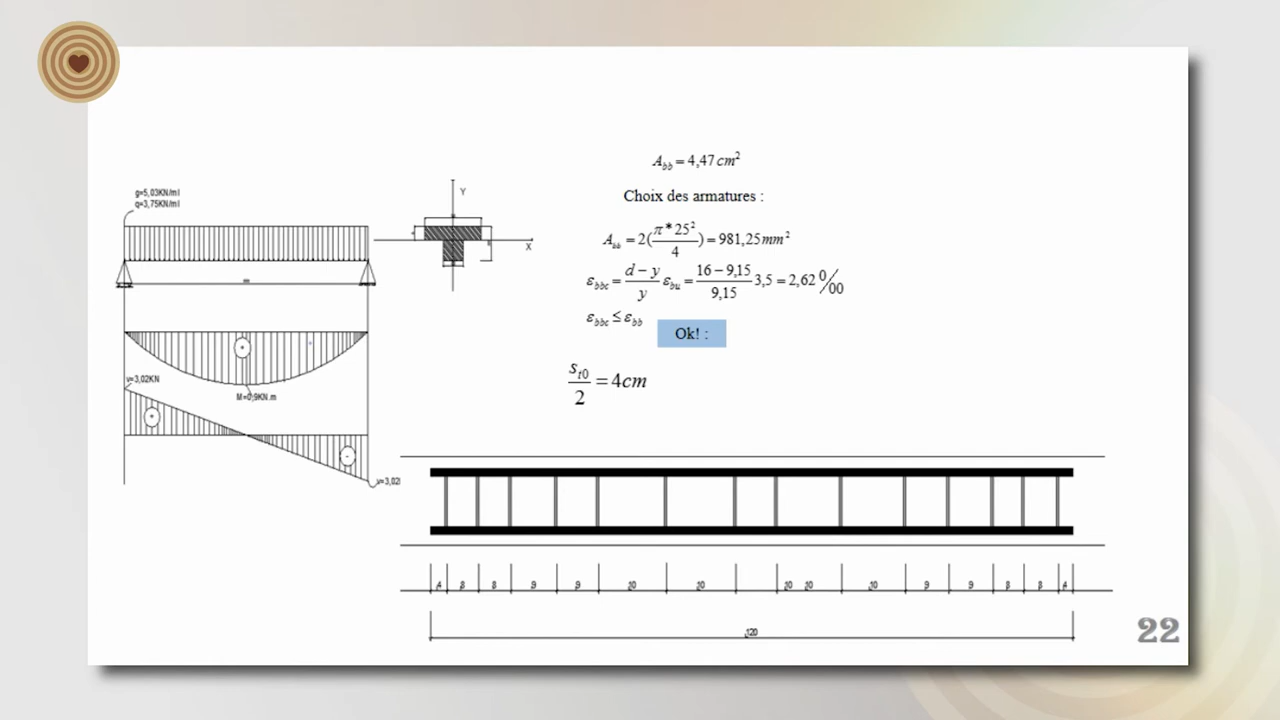 A_bb = 4,47 cm²
Choix des armatures :
A_bb = 2(π*25²/4) = 981,25 mm²
ε_bbc = (d − y)/y ε_bu = (16 − 9,15)/9,15 3,5 = 2,62 0/00
ε_bbc ≤ ε_bb
Ok! :
s_t0/2 = 4cm
g=5,03KN/ml
q=3,75KN/ml
Y
X
v=3,02KN
M=0,9KN.m
v=3,02
4 8 8 9 9 10 10 10 10 10 9 9 8 8 4
120
22